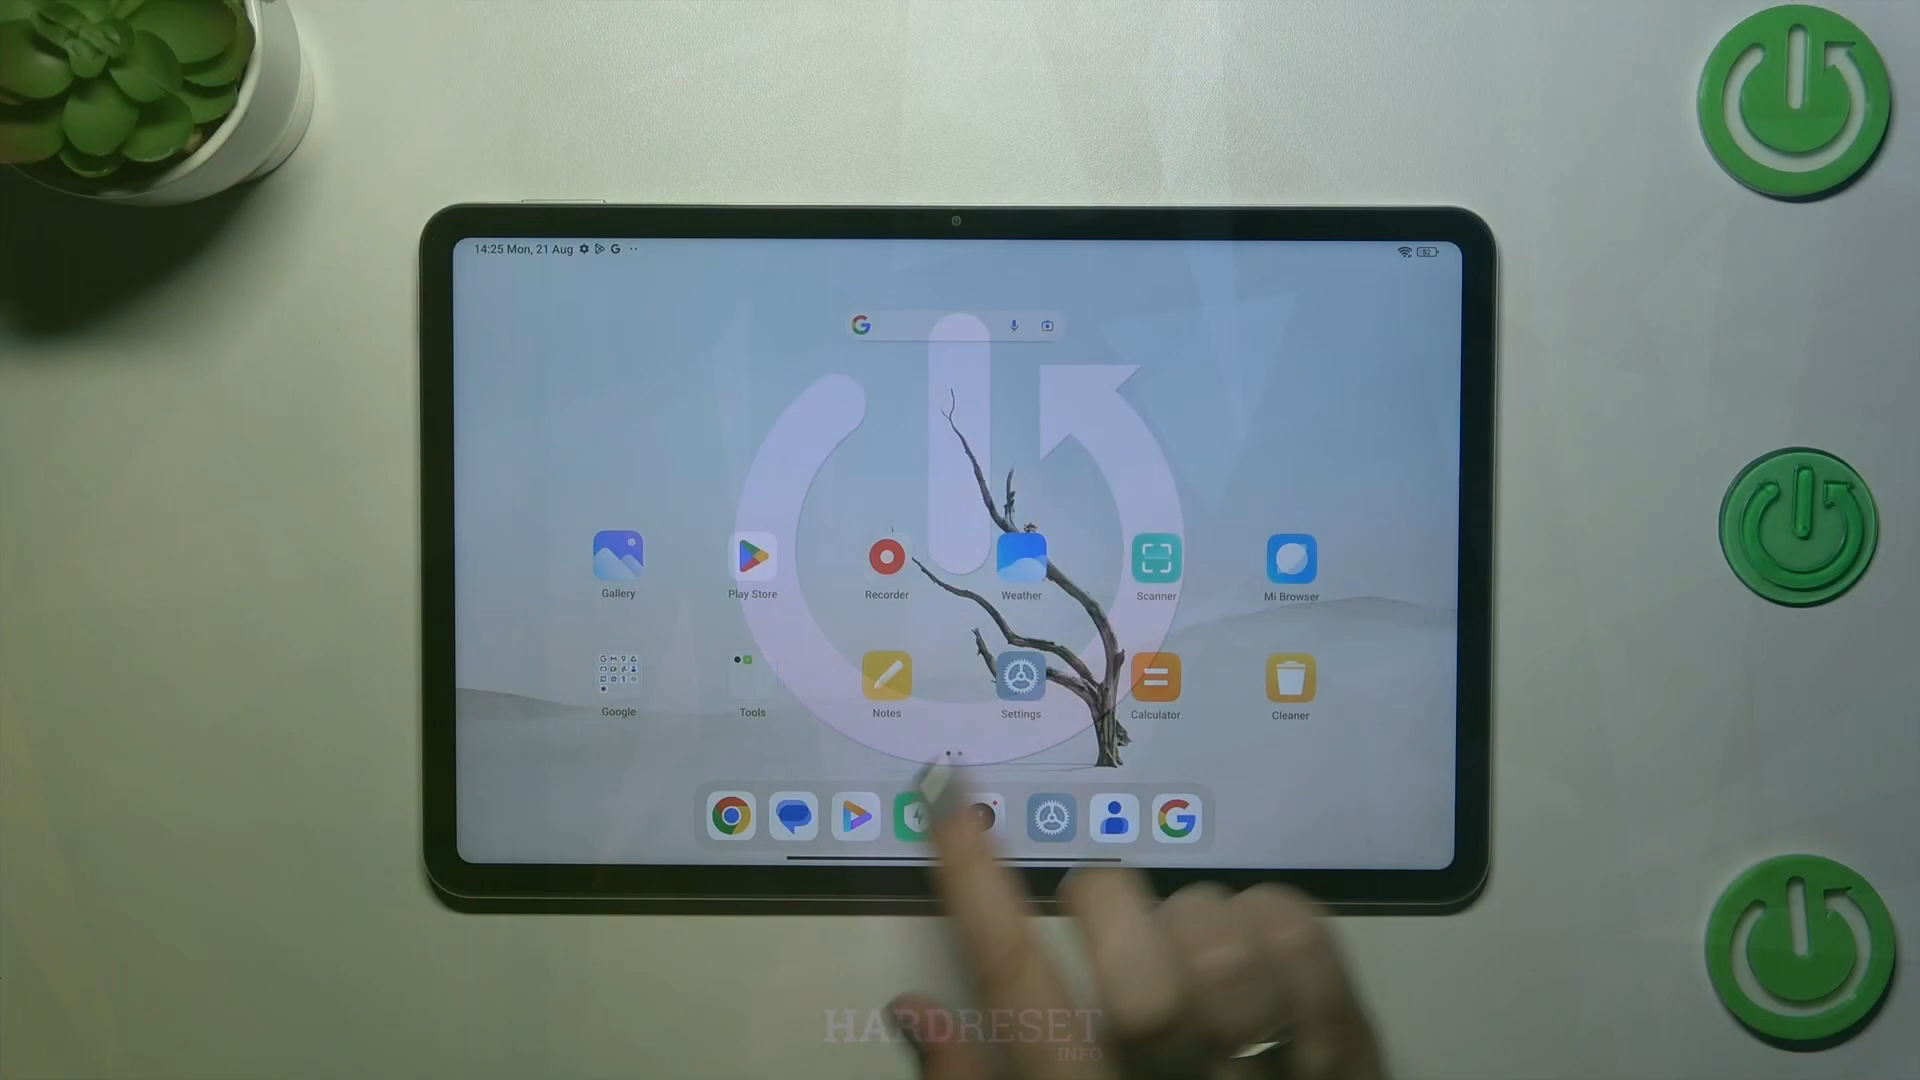 14:25 Mon, 21 Aug
Gallery
Play Store
Recorder
Weather
Scanner
Mi Browser
Google
Tools
Notes
Settings
Calculator
Cleaner
HARDRESET
.INFO